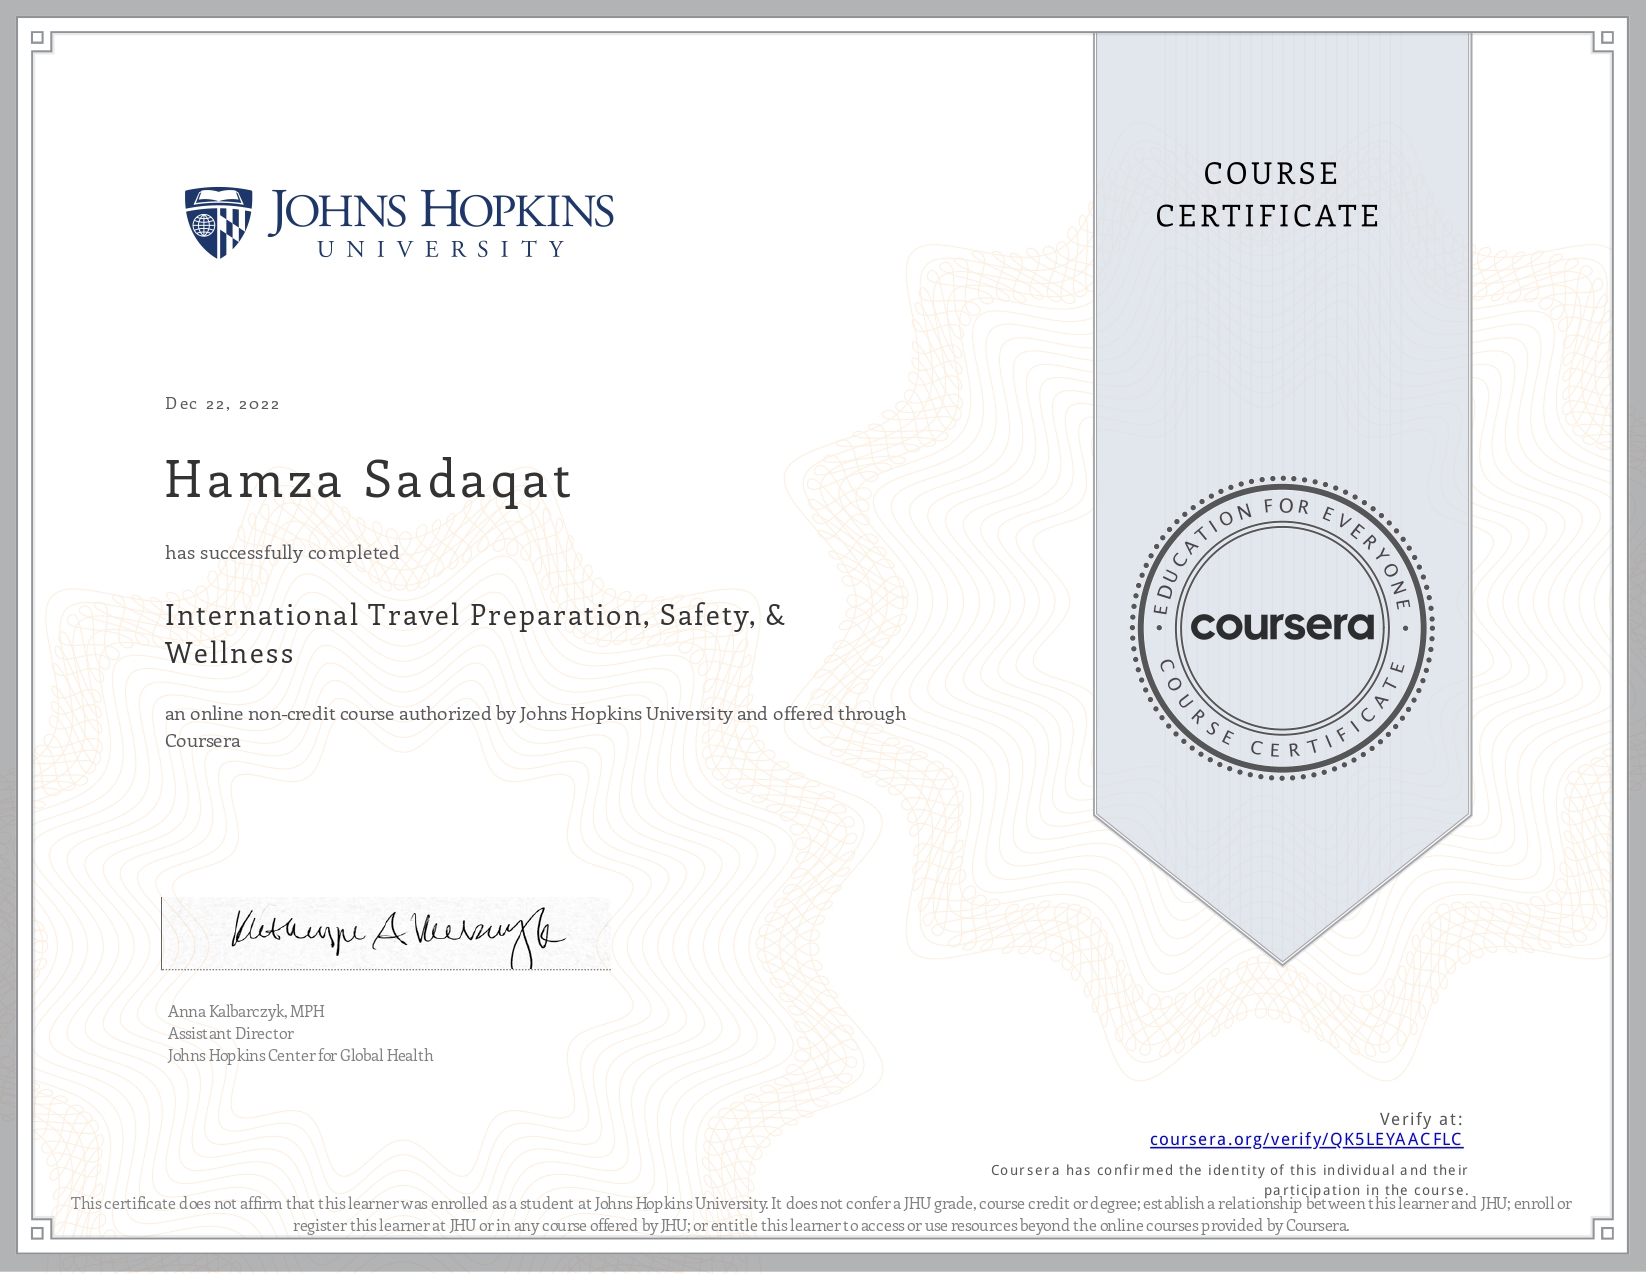 JOHNS HOPKINS
UNIVERSITY
COURSE
CERTIFICATE
Dec 22, 2022
Hamza Sadaqat
has successfully completed
International Travel Preparation, Safety, &
Wellness
an online non-credit course authorized by Johns Hopkins University and offered through
Coursera
EDUCATION FOR EVERYONE
coursera
COURSE CERTIFICATE
Anna Kalbarczyk, MPH
Assistant Director
Johns Hopkins Center for Global Health
Verify at:
coursera.org/verify/QK5LEYAACFLC
Coursera has confirmed the identity of this individual and their
participation in the course.
This certificate does not affirm that this learner was enrolled as a student at Johns Hopkins University. It does not confer a JHU grade, course credit or degree; establish a relationship between this learner and JHU; enroll or
register this learner at JHU or in any course offered by JHU; or entitle this learner to access or use resources beyond the online courses provided by Coursera.